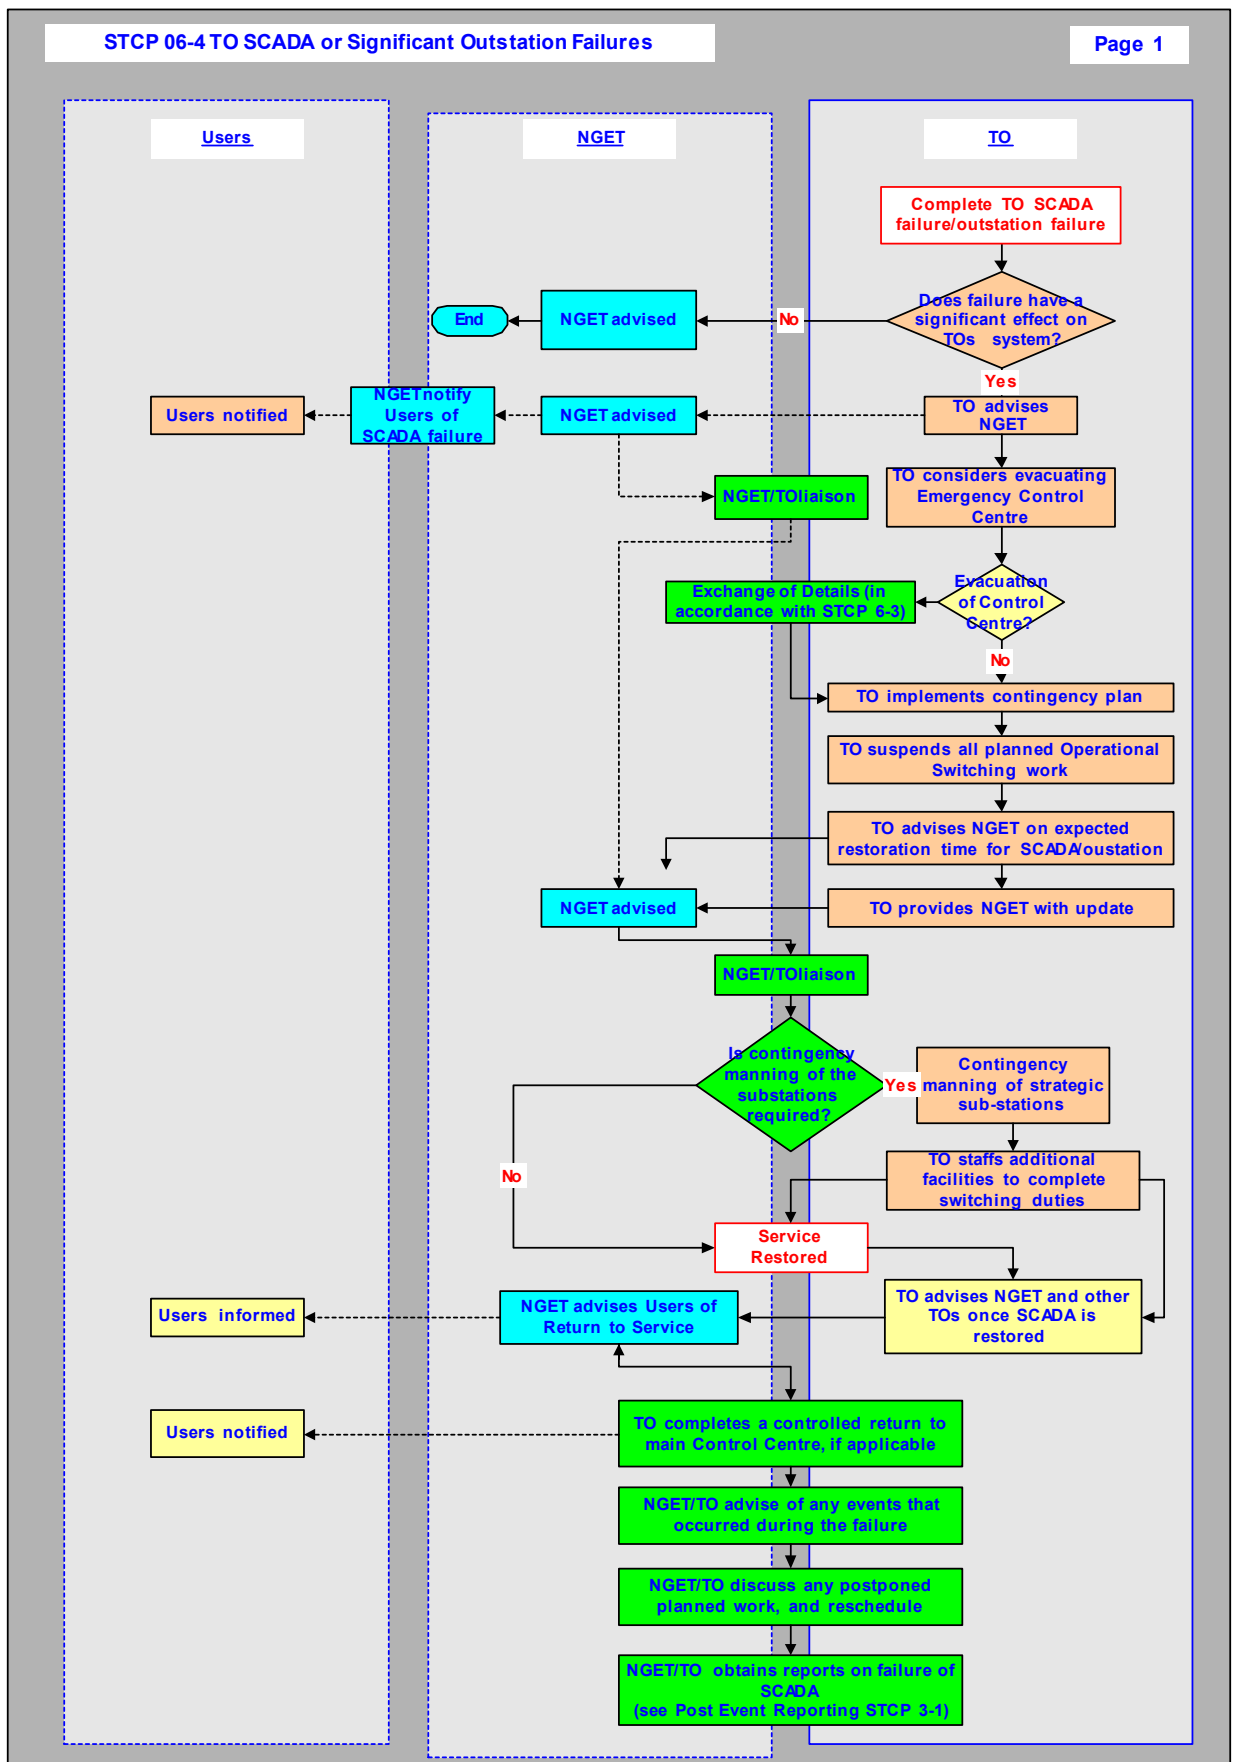 STCP 06-4 TO SCADA or Significant Outstation Failures
Page 1
Users
NGET
TO
Complete TO SCADA
failure/outstation failure
Does failure have a
significant effect on
TOs system?
No
NGET advised
End
Yes
TO advises
NGET
NGET advised
NGET notify
Users of
SCADA failure
Users notified
NGET/TO liaison
TO considers evacuating
Emergency Control
Centre
Evacuation
of Control
Centre?
Exchange of Details (in
accordance with STCP 6-3)
No
TO implements contingency plan
TO suspends all planned Operational
Switching work
TO advises NGET on expected
restoration time for SCADA/oustation
NGET advised
TO provides NGET with update
NGET/TO liaison
Is contingency
manning of the
substations
required?
Yes
Contingency
manning of strategic
sub-stations
No
TO staffs additional
facilities to complete
switching duties
Service
Restored
TO advises NGET and other
TOs once SCADA is
restored
NGET advises Users of
Return to Service
Users informed
TO completes a controlled return to
main Control Centre, if applicable
Users notified
NGET/TO advise of any events that
occurred during the failure
NGET/TO discuss any postponed
planned work, and reschedule
NGET/TO obtains reports on failure of
SCADA
(see Post Event Reporting STCP 3-1)